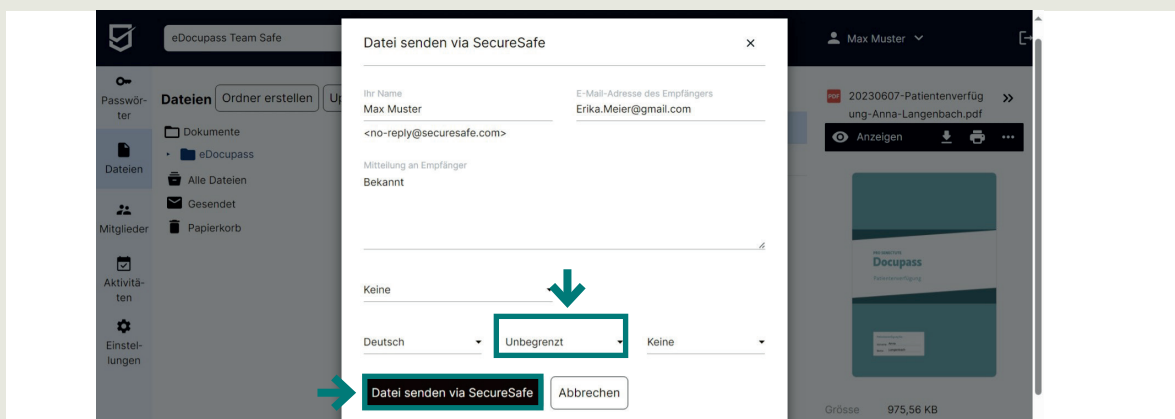 eDocupass Team Safe
Max Muster
Passwör-
ter
Dateien
Mitglieder
Aktivitä-
ten
Einstel-
lungen
Dateien
Ordner erstellen
Dokumente
eDocupass
Alle Dateien
Gesendet
Papierkorb
Datei senden via SecureSafe
Ihr Name
Max Muster
<no-reply@securesafe.com>
E-Mail-Adresse des Empfängers
Erika.Meier@gmail.com
Mitteilung an Empfänger
Bekannt
Keine
Deutsch
Unbegrenzt
Keine
Datei senden via SecureSafe
Abbrechen
PDF
20230607-Patientenverfüg
ung-Anna-Langenbach.pdf
Anzeigen
Docupass
Patientenverfügung
Grösse 975,56 KB